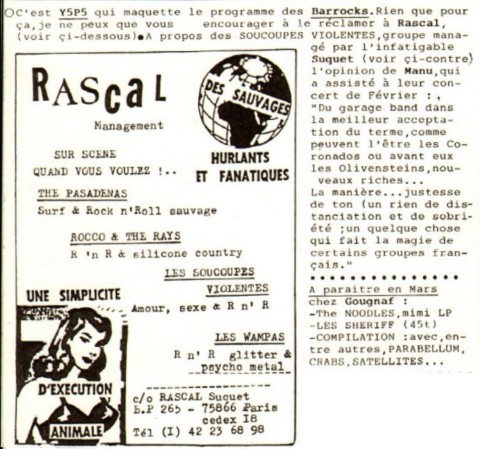 OC'est Y5P5 qui maquette le programme des Barrocks.Rien que pour
ça,je ne peux que vous encourager à le réclamer à Rascal,
(voir çi-dessous)●A propos des SOUCOUPES VIOLENTES,groupe mana-
gé par l'infatigable
Suquet (voir çi-contre)
l'opinion de Manu,qui
a assisté à leur con-
cert de Février : ,
"Du garage band dans
la meilleur accepta-
tion du terme,comme
peuvent l'être les Co-
ronados ou avant eux
les Olivensteins,nou-
veaux riches...
La manière...justesse
de ton (un rien de dis-
tanciation et de sobri-
été ;un quelque chose
qui fait la magie de
certains groupes fran-
çais."
A paraitre en Mars
chez Gougnaf :
-The NOODLES,mimi LP
-LES SHERIFF (45t)
-COMPILATION :avec,en-
tre autres,PARABELLUM,
CRABS,SATELLITES...
RASCAL
Management
DES SAUVAGES
HURLANTS
ET FANATIQUES
SUR SCENE
QUAND VOUS VOULEZ !..
THE PASADENAS
Surf & Rock n'Roll sauvage
ROCCO & THE RAYS
R 'n R & silicone country
LES SOUCOUPES
VIOLENTES
Amour, sexe & R n' R
LES WAMPAS
R n' R glitter &
psycho metal
UNE SIMPLICITE
D'EXECUTION
ANIMALE
c/o RASCAL Suquet
b.P 265 - 75866 Paris
cedex I8
Tél (I) 42 23 68 98